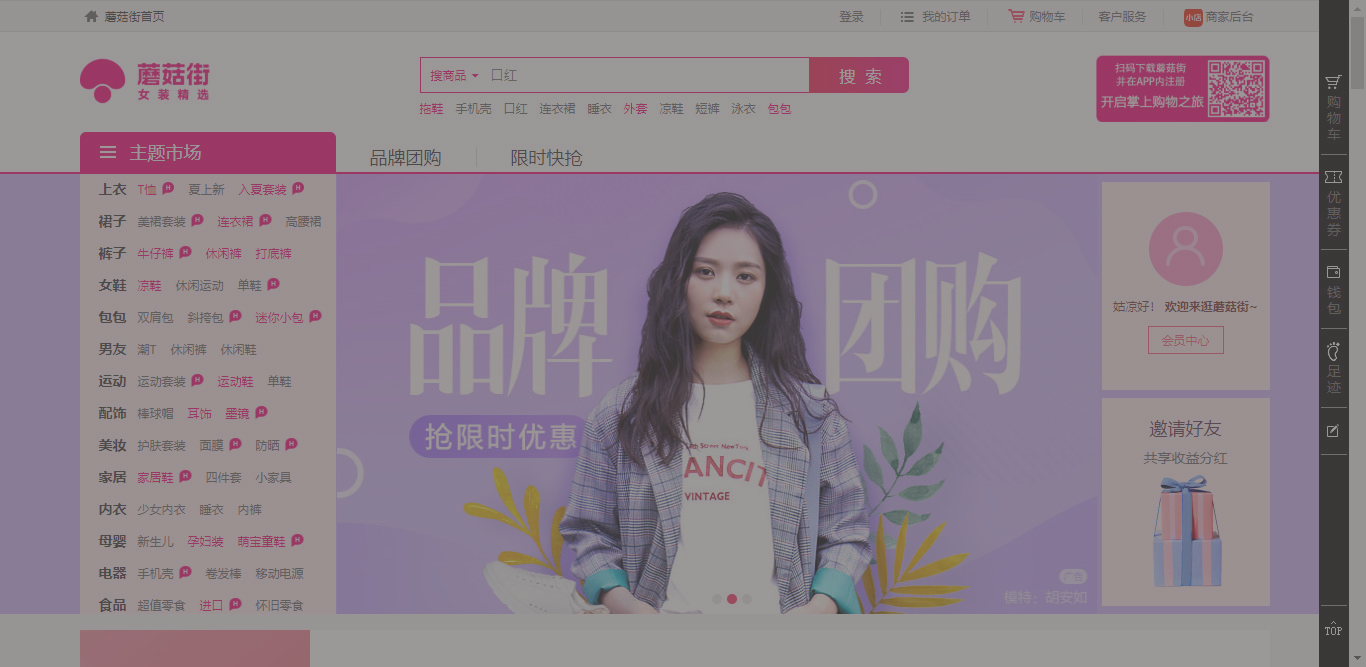 蘑菇街首页 登录 我的订单 购物车 客户服务 小店 商家后台
蘑菇街
女装精选
搜商品 口红 搜 索
拖鞋 手机壳 口红 连衣裙 睡衣 外套 凉鞋 短裤 泳衣 包包
扫码下载蘑菇街
并在APP内注册
开启掌上购物之旅
主题市场 品牌团购 限时快抢
上衣 T恤 H 夏上新 入夏套装 H
裙子 美裙套装 H 连衣裙 H 高腰裙
裤子 牛仔裤 H 休闲裤 打底裤
女鞋 凉鞋 休闲运动 单鞋 H
包包 双肩包 斜挎包 H 迷你小包 H
男友 潮T 休闲裤 休闲鞋
运动 运动套装 H 运动鞋 单鞋
配饰 棒球帽 耳饰 墨镜 H
美妆 护肤套装 面膜 H 防晒 H
家居 家居鞋 H 四件套 小家具
内衣 少女内衣 睡衣 内裤
母婴 新生儿 孕妇装 萌宝童鞋 H
电器 手机壳 H 卷发棒 移动电源
食品 超值零食 进口 H 怀旧零食
品牌 团购
抢限时优惠
VINTAGE
广告
模特：胡安如
姑凉好！ 欢迎来逛蘑菇街~
会员中心
邀请好友
共享收益分红
购物车
优惠券
钱包
足迹
TOP